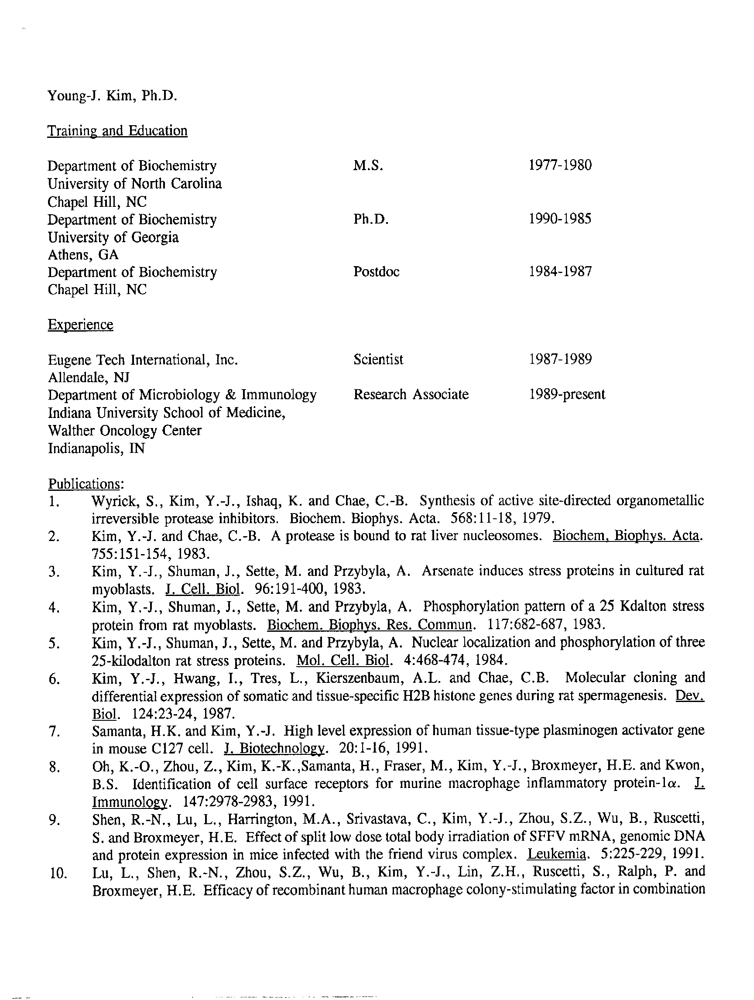 Young-J. Kim, Ph.D.
Training and Education
Department of Biochemistry M.S. 1977-1980
University of North Carolina
Chapel Hill, NC
Department of Biochemistry Ph.D. 1990-1985
University of Georgia
Athens, GA
Department of Biochemistry Postdoc 1984-1987
Chapel Hill, NC
Experience
Eugene Tech International, Inc. Scientist 1987-1989
Allendale, NJ
Department of Microbiology & Immunology Research Associate 1989-present
Indiana University School of Medicine,
Walther Oncology Center
Indianapolis, IN
Publications:
1. Wyrick, S., Kim, Y.-J., Ishaq, K. and Chae, C.-B. Synthesis of active site-directed organometallic
irreversible protease inhibitors. Biochem. Biophys. Acta. 568:11-18, 1979.
2. Kim, Y.-J. and Chae, C.-B. A protease is bound to rat liver nucleosomes. Biochem, Biophys. Acta.
755:151-154, 1983.
3. Kim, Y.-J., Shuman, J., Sette, M. and Przybyla, A. Arsenate induces stress proteins in cultured rat
myoblasts. J. Cell. Biol. 96:191-400, 1983.
4. Kim, Y.-J., Shuman, J., Sette, M. and Przybyla, A. Phosphorylation pattern of a 25 Kdalton stress
protein from rat myoblasts. Biochem. Biophys. Res. Commun. 117:682-687, 1983.
5. Kim, Y.-J., Shuman, J., Sette, M. and Przybyla, A. Nuclear localization and phosphorylation of three
25-kilodalton rat stress proteins. Mol. Cell. Biol. 4:468-474, 1984.
6. Kim, Y.-J., Hwang, I., Tres, L., Kierszenbaum, A.L. and Chae, C.B. Molecular cloning and
differential expression of somatic and tissue-specific H2B histone genes during rat spermagenesis. Dev.
Biol. 124:23-24, 1987.
7. Samanta, H.K. and Kim, Y.-J. High level expression of human tissue-type plasminogen activator gene
in mouse C127 cell. J. Biotechnology. 20:1-16, 1991.
8. Oh, K.-O., Zhou, Z., Kim, K.-K.,Samanta, H., Fraser, M., Kim, Y.-J., Broxmeyer, H.E. and Kwon,
B.S. Identification of cell surface receptors for murine macrophage inflammatory protein-1α. J.
Immunology. 147:2978-2983, 1991.
9. Shen, R.-N., Lu, L., Harrington, M.A., Srivastava, C., Kim, Y.-J., Zhou, S.Z., Wu, B., Ruscetti,
S. and Broxmeyer, H.E. Effect of split low dose total body irradiation of SFFV mRNA, genomic DNA
and protein expression in mice infected with the friend virus complex. Leukemia. 5:225-229, 1991.
10. Lu, L., Shen, R.-N., Zhou, S.Z., Wu, B., Kim, Y.-J., Lin, Z.H., Ruscetti, S., Ralph, P. and
Broxmeyer, H.E. Efficacy of recombinant human macrophage colony-stimulating factor in combination